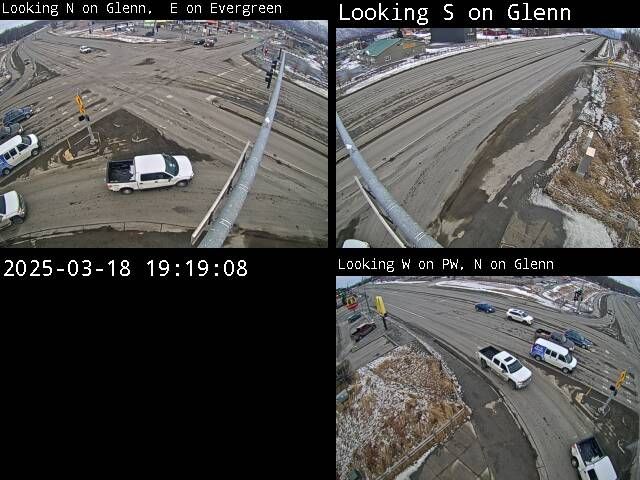 Looking N on Glenn,  E on Evergreen
Looking S on Glenn
2025-03-18 19:19:08
Looking W on PW, N on Glenn